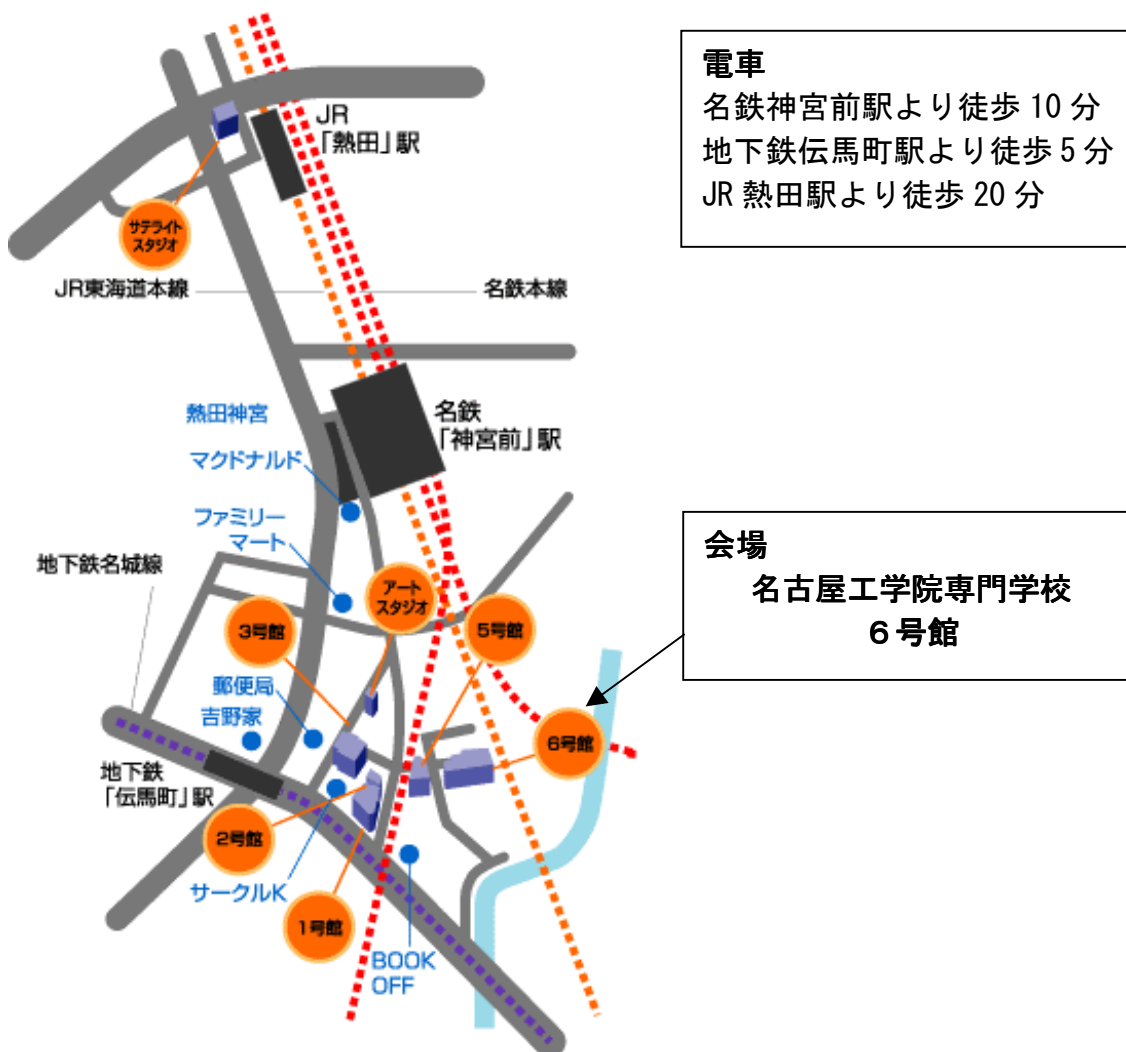 電車
名鉄神宮前駅より徒歩 10 分
地下鉄伝馬町駅より徒歩 5 分
JR 熱田駅より徒歩 20 分
JR
「熱田」駅
サテライト
スタジオ
JR東海道本線
名鉄本線
熱田神宮
名鉄
「神宮前」駅
マクドナルド
ファミリー
マート
地下鉄名城線
アート
スタジオ
会場
名古屋工学院専門学校
６号館
3号館
5号館
郵便局
吉野家
6号館
地下鉄
「伝馬町」駅
2号館
サークルK
1号館
BOOK
OFF